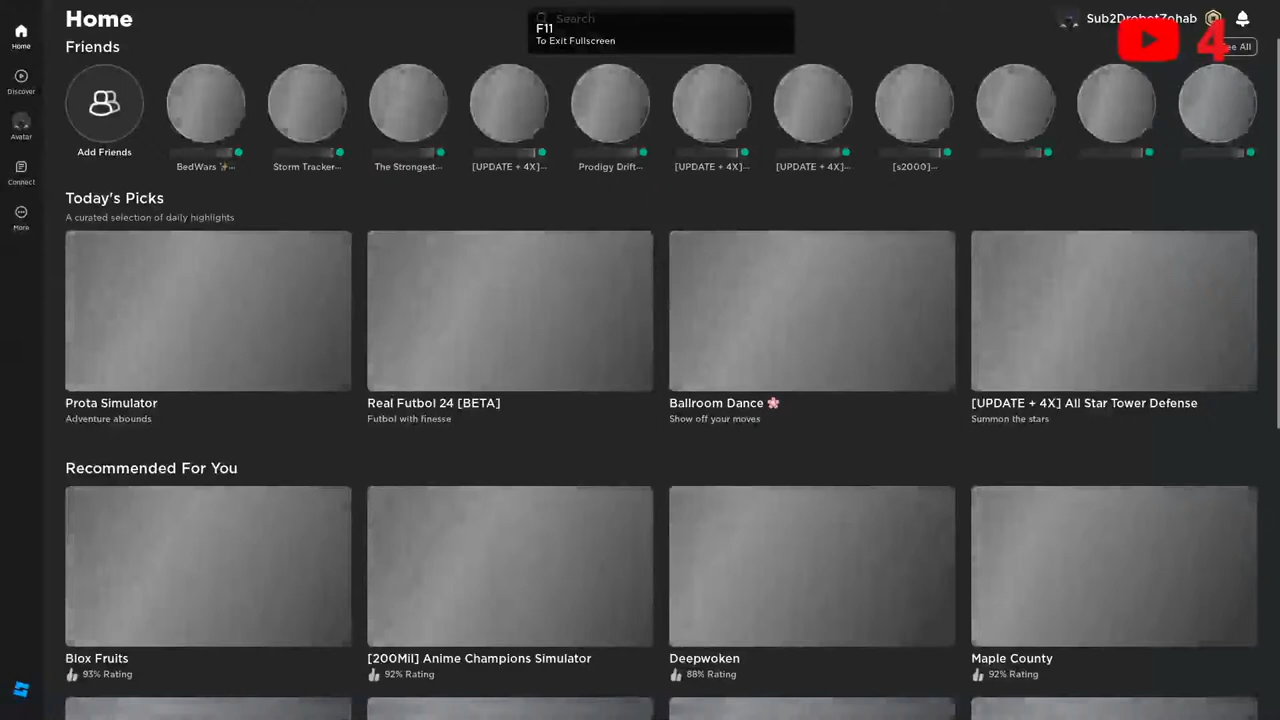 Home
Search
F11
To Exit Fullscreen
Sub2DrobotZohab
4
Friends
ee All
Home
Discover
Avatar
Connect
More
Add Friends
BedWars ✨...
Storm Tracker...
The Strongest...
[UPDATE + 4X]...
Prodigy Drift...
[UPDATE + 4X]...
[UPDATE + 4X]...
[s2000]...
Today's Picks
A curated selection of daily highlights
Prota Simulator
Adventure abounds
Real Futbol 24 [BETA]
Futbol with finesse
Ballroom Dance 🌸
Show off your moves
[UPDATE + 4X] All Star Tower Defense
Summon the stars
Recommended For You
Blox Fruits
93% Rating
[200Mil] Anime Champions Simulator
92% Rating
Deepwoken
88% Rating
Maple County
92% Rating